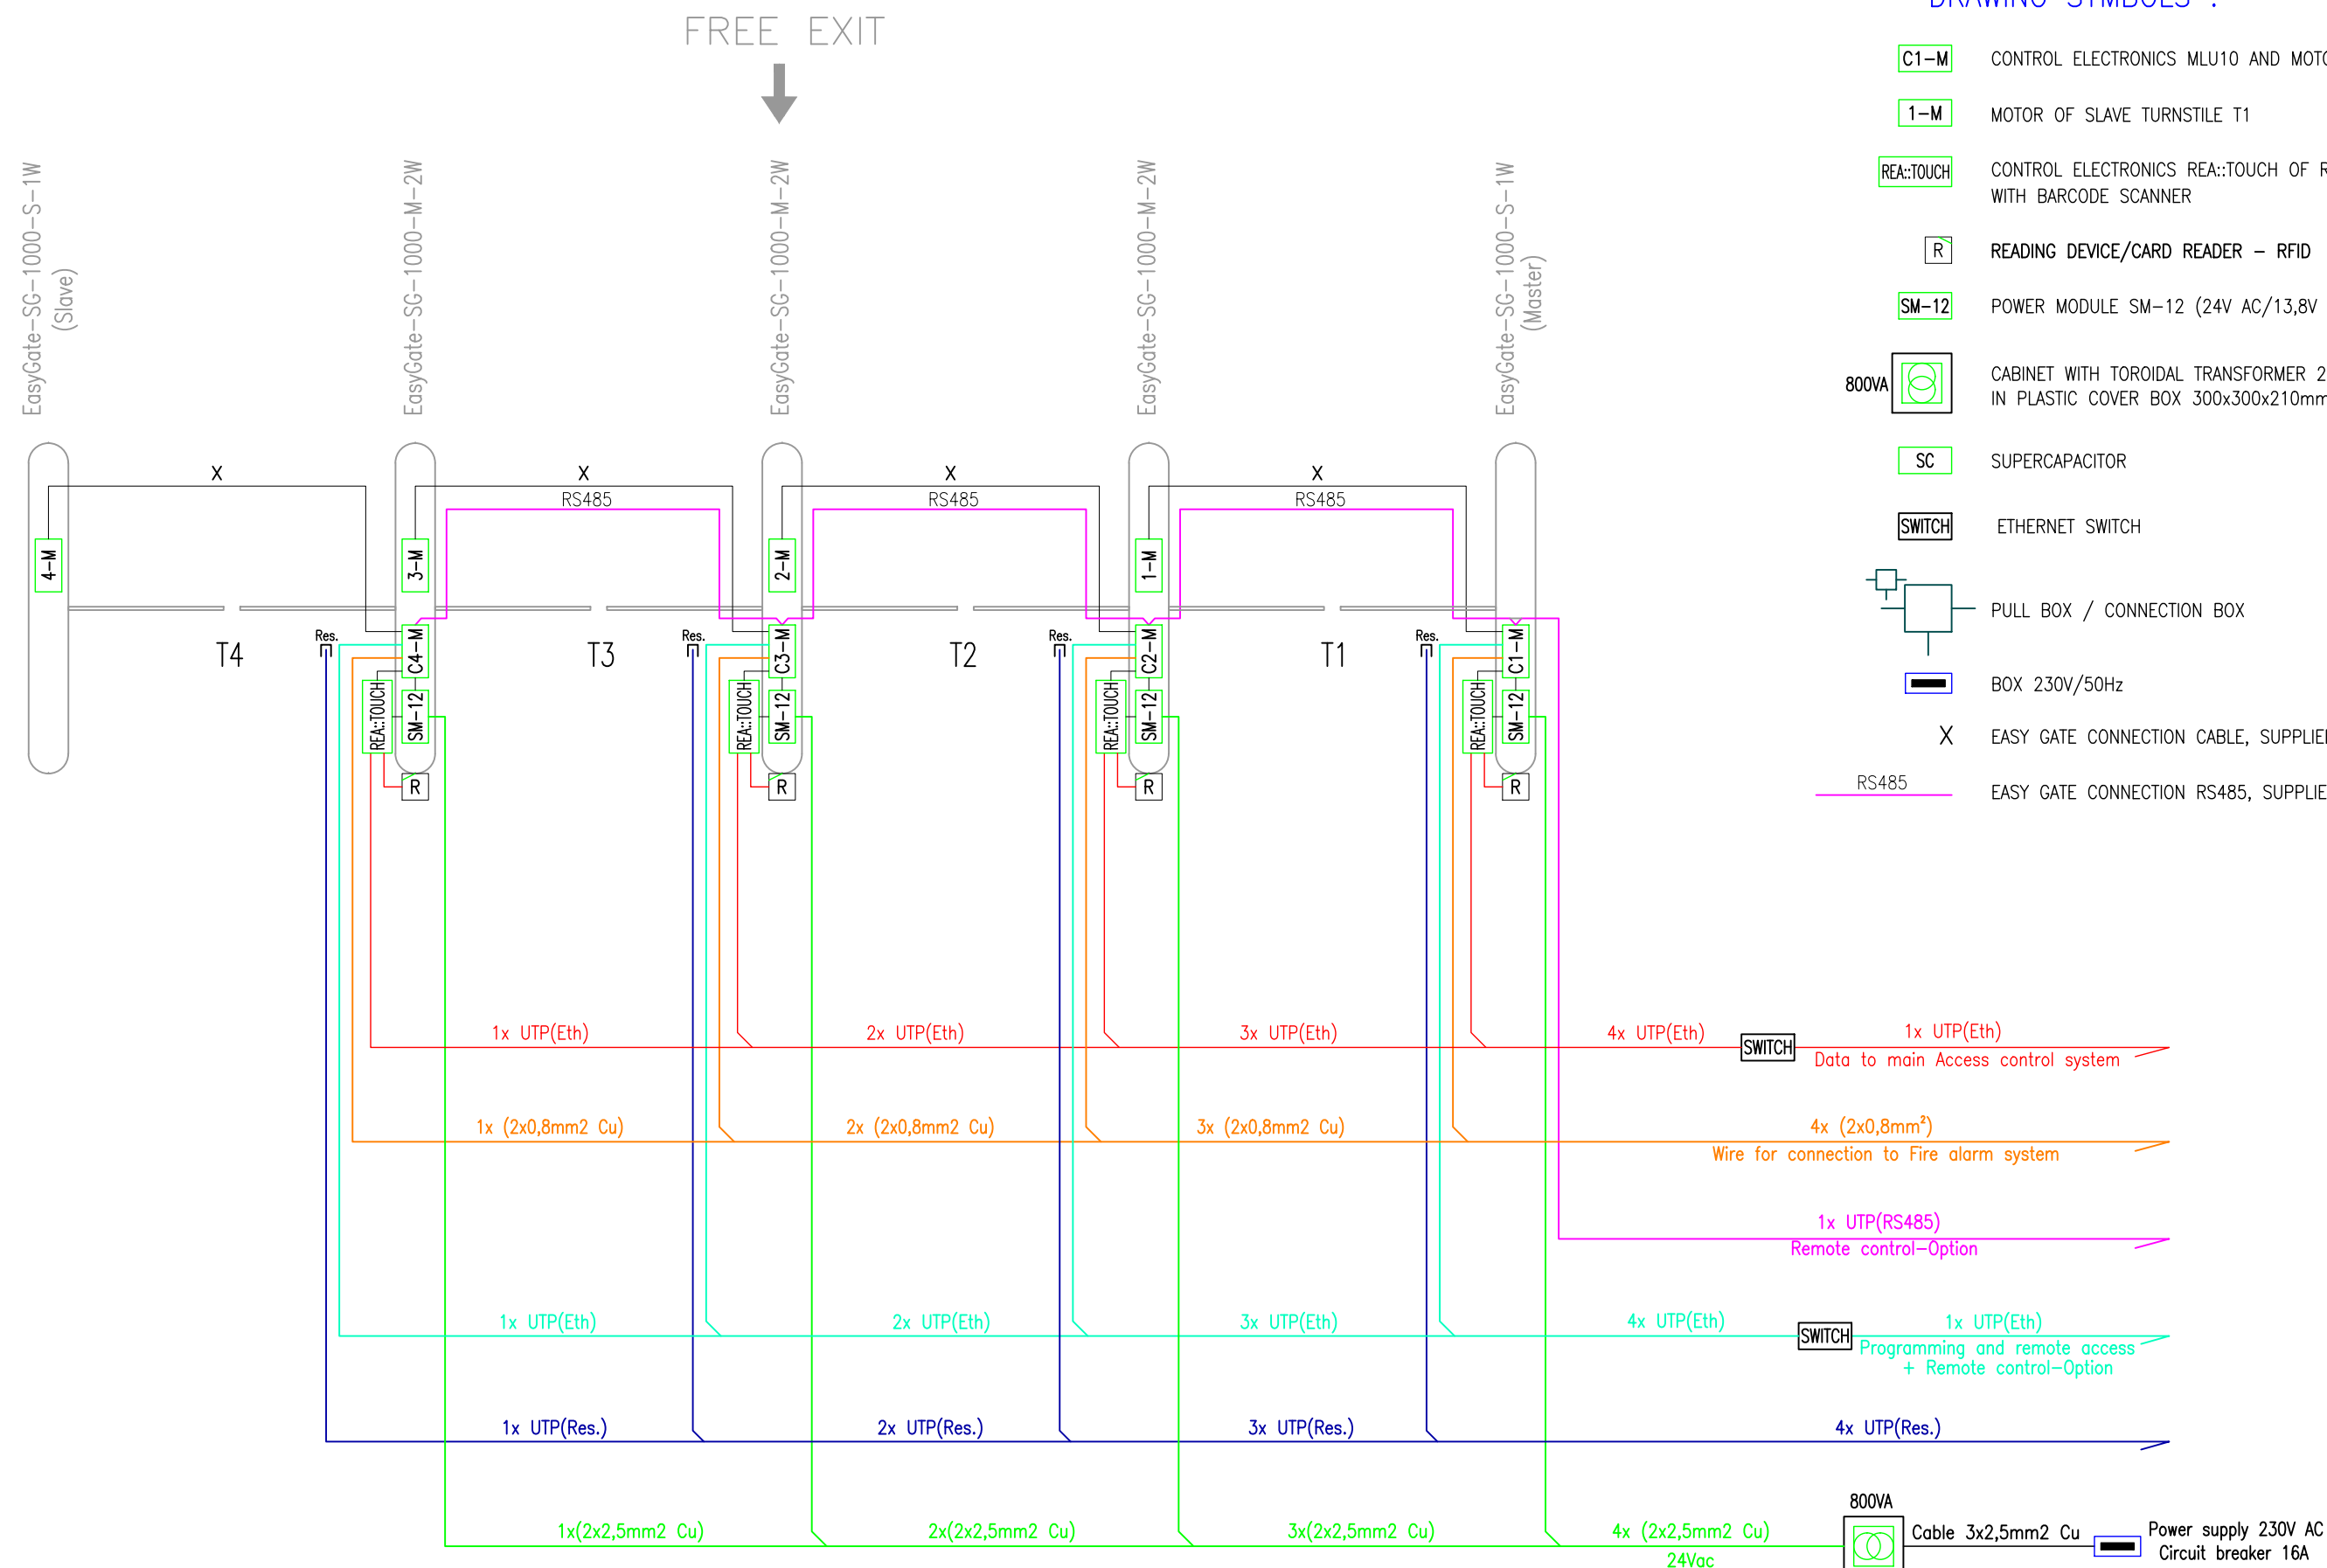 DRAWING SYMBOLS :
FREE EXIT
C1-M CONTROL ELECTRONICS MLU10 AND
1-M MOTOR OF SLAVE TURNSTILE T1
REA::TOUCH CONTROL ELECTRONICS REA::TOUCH OF
WITH BARCODE SCANNER
R READING DEVICE/CARD READER - RFID
SM-12 POWER MODULE SM-12 (24V AC/13,8V
800VA CABINET WITH TOROIDAL TRANSFORMER
IN PLASTIC COVER BOX 300x300x210mm
SC SUPERCAPACITOR
SWITCH ETHERNET SWITCH
PULL BOX / CONNECTION BOX
BOX 230V/50Hz
X EASY GATE CONNECTION CABLE,
RS485 EASY GATE CONNECTION RS485,
EasyGate-SG-1000-S-1W
(Slave)
EasyGate-SG-1000-M-2W
EasyGate-SG-1000-M-2W
EasyGate-SG-1000-M-2W
EasyGate-SG-1000-S-1W
(Master)
X X X X
RS485 RS485 RS485
4-M 3-M 2-M 1-M
Res. Res. Res. Res.
T4 T3 T2 T1
C4-M C3-M C2-M C1-M
REA::TOUCH SM-12 REA::TOUCH SM-12 REA::TOUCH SM-12 REA::TOUCH SM-12
R R R R
1x UTP(Eth) 2x UTP(Eth) 3x UTP(Eth) 4x UTP(Eth) SWITCH 1x UTP(Eth)
Data to main Access control system
1x (2x0,8mm2 Cu) 2x (2x0,8mm2 Cu) 3x (2x0,8mm2 Cu) 4x (2x0,8mm²)
Wire for connection to Fire alarm system
1x UTP(RS485)
Remote control-Option
1x UTP(Eth) 2x UTP(Eth) 3x UTP(Eth) 4x UTP(Eth) SWITCH 1x UTP(Eth)
Programming and remote access
+ Remote control-Option
1x UTP(Res.) 2x UTP(Res.) 3x UTP(Res.) 4x UTP(Res.)
800VA
1x(2x2,5mm2 Cu) 2x(2x2,5mm2 Cu) 3x(2x2,5mm2 Cu) 4x (2x2,5mm2 Cu) Cable 3x2,5mm2 Cu Power supply 230V AC
24Vac Circuit breaker 16A